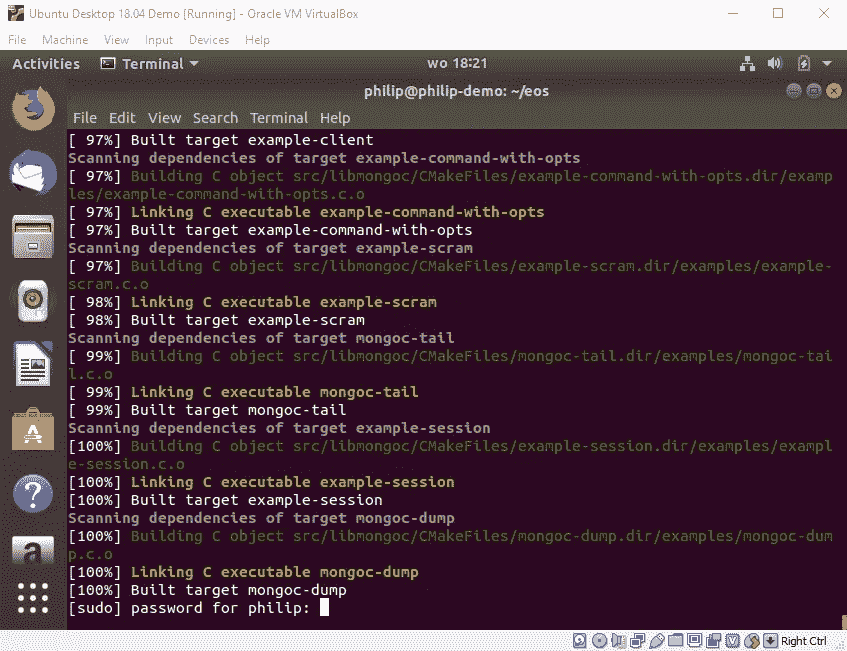 Ubuntu Desktop 18.04 Demo [Running] - Oracle VM VirtualBox
File Machine View Input Devices Help
Activities Terminal wo 18:21
philip@philip-demo: ~/eos
File Edit View Search Terminal Help
[ 97%] Built target example-client
Scanning dependencies of target example-command-with-opts
[ 97%] Building C object src/libmongoc/CMakeFiles/example-command-with-opts.dir/examp
les/example-command-with-opts.c.o
[ 97%] Linking C executable example-command-with-opts
[ 97%] Built target example-command-with-opts
Scanning dependencies of target example-scram
[ 97%] Building C object src/libmongoc/CMakeFiles/example-scram.dir/examples/example-
scram.c.o
[ 98%] Linking C executable example-scram
[ 98%] Built target example-scram
Scanning dependencies of target mongoc-tail
[ 99%] Building C object src/libmongoc/CMakeFiles/mongoc-tail.dir/examples/mongoc-tai
l.c.o
[ 99%] Linking C executable mongoc-tail
[ 99%] Built target mongoc-tail
Scanning dependencies of target example-session
[100%] Building C object src/libmongoc/CMakeFiles/example-session.dir/examples/exampl
e-session.c.o
[100%] Linking C executable example-session
[100%] Built target example-session
Scanning dependencies of target mongoc-dump
[100%] Building C object src/libmongoc/CMakeFiles/mongoc-dump.dir/examples/mongoc-dum
p.c.o
[100%] Linking C executable mongoc-dump
[100%] Built target mongoc-dump
[sudo] password for philip:
Right Ctrl